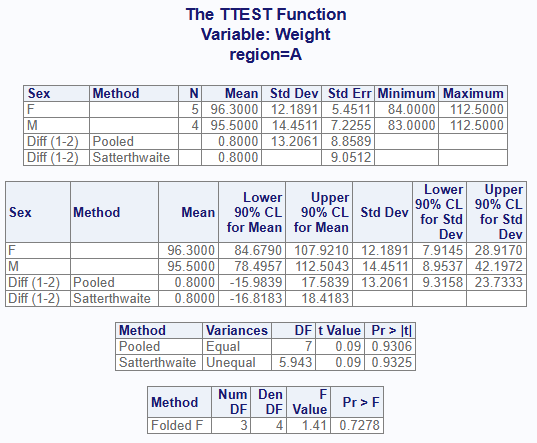 The TTEST Function
Variable: Weight
region=A
Sex Method N Mean Std Dev Std Err Minimum Maximum
F 5 96.3000 12.1891 5.4511 84.0000 112.5000
M 4 95.5000 14.4511 7.2255 83.0000 112.5000
Diff (1-2) Pooled 0.8000 13.2061 8.8589
Diff (1-2) Satterthwaite 0.8000 9.0512
Sex Method Mean Lower 90% CL for Mean Upper 90% CL for Mean Std Dev Lower 90% CL for Std Dev Upper 90% CL for Std Dev
F 96.3000 84.6790 107.9210 12.1891 7.9145 28.9170
M 95.5000 78.4957 112.5043 14.4511 8.9537 42.1972
Diff (1-2) Pooled 0.8000 -15.9839 17.5839 13.2061 9.3158 23.7333
Diff (1-2) Satterthwaite 0.8000 -16.8183 18.4183
Method Variances DF t Value Pr > |t|
Pooled Equal 7 0.09 0.9306
Satterthwaite Unequal 5.943 0.09 0.9325
Method Num DF Den DF F Value Pr > F
Folded F 3 4 1.41 0.7278